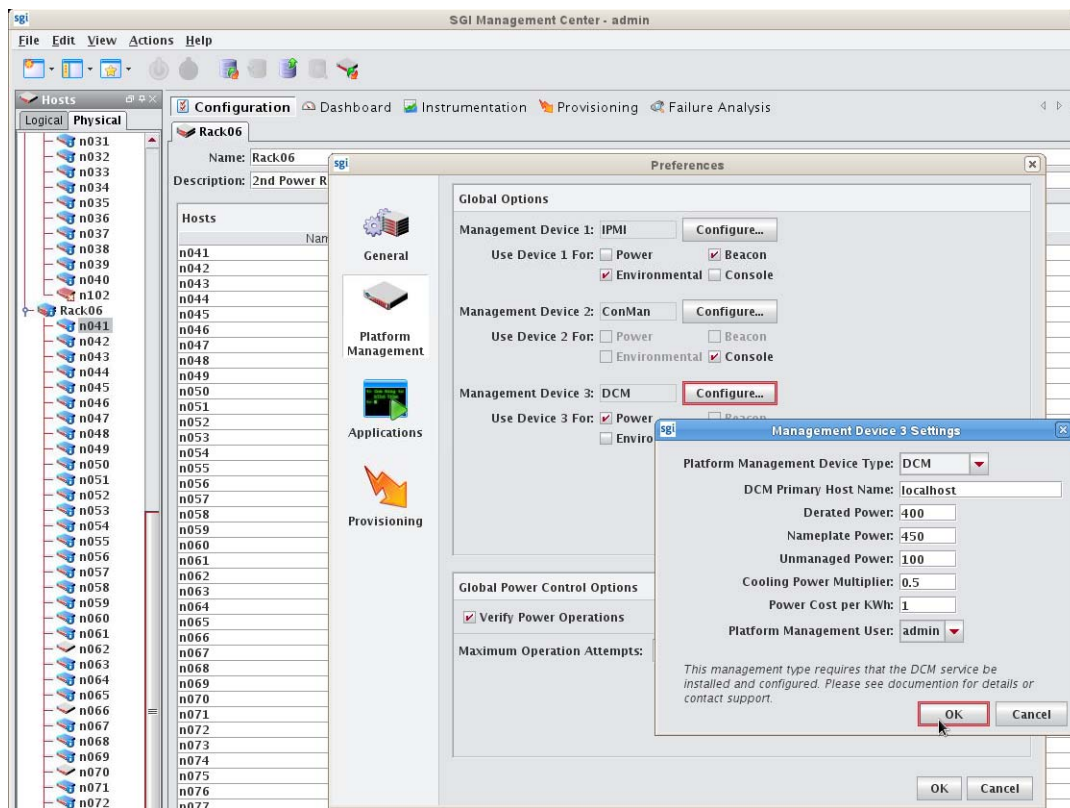 sgi SGI Management Center - admin
File Edit View Actions Help
Hosts
Logical Physical
n031
n032
n033
n034
n035
n036
n037
n038
n039
n040
n102
Rack06
n041
n042
n043
n044
n045
n046
n047
n048
n049
n050
n051
n052
n053
n054
n055
n056
n057
n058
n059
n060
n061
n062
n063
n064
n065
n066
n067
n068
n069
n070
n071
n072
Configuration Dashboard Instrumentation Provisioning Failure Analysis
Rack06
Name: Rack06
Description: 2nd Power R
Hosts
Nam
n041
n042
n043
n044
n045
n046
n047
n048
n049
n050
n051
n052
n053
n054
n055
n056
n057
n058
n059
n060
n061
n062
n063
n064
n065
n066
n067
n068
n069
n070
n071
n072
n073
n074
n075
n076
n077
sgi Preferences
General
Platform
Management
Applications
Provisioning
Global Options
Management Device 1: IPMI Configure...
Use Device 1 For: Power Beacon
Environmental Console
Management Device 2: ConMan Configure...
Use Device 2 For: Power Beacon
Environmental Console
Management Device 3: DCM Configure...
Use Device 3 For: Power Beacon
Enviro
Global Power Control Options
Verify Power Operations
Maximum Operation Attempts:
OK Cancel
sgi Management Device 3 Settings
Platform Management Device Type: DCM
DCM Primary Host Name: localhost
Derated Power: 400
Nameplate Power: 450
Unmanaged Power: 100
Cooling Power Multiplier: 0.5
Power Cost per KWh: 1
Platform Management User: admin
This management type requires that the DCM service be
installed and configured. Please see documention for details or
contact support.
OK Cancel